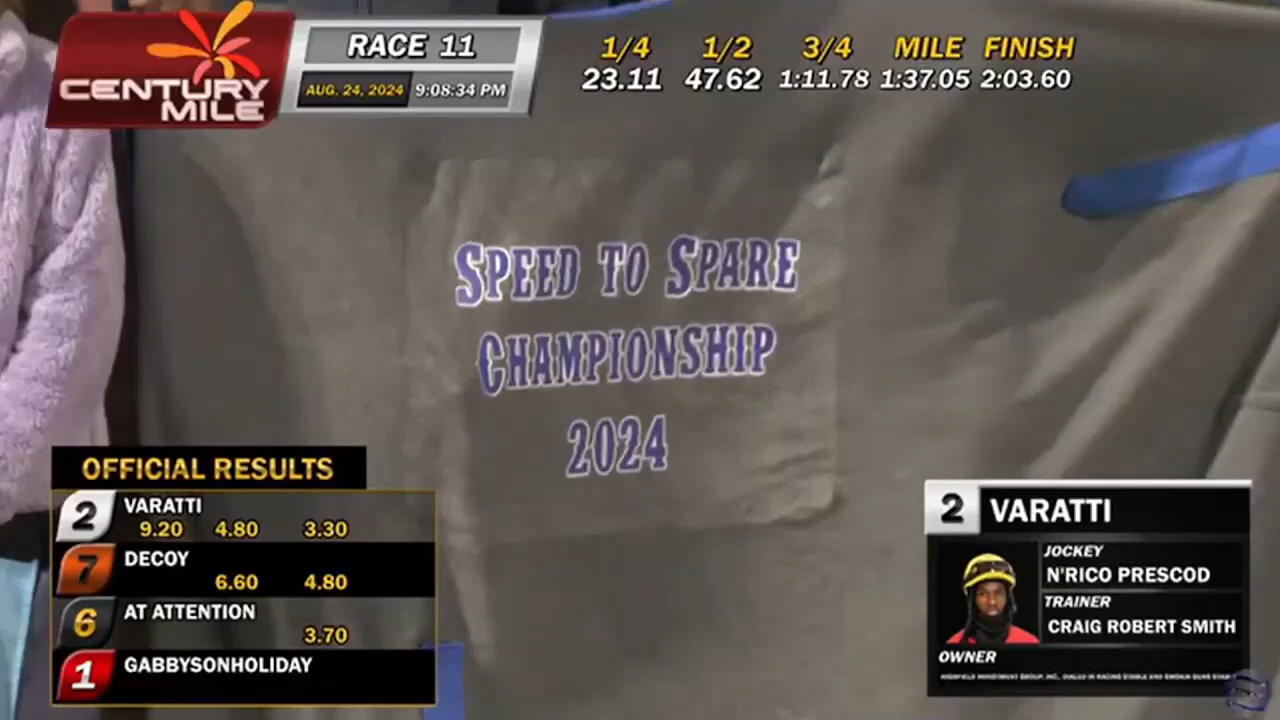 CENTURY
MILE
RACE 11
AUG. 24, 2024 9:08:34 PM
1/4 1/2 3/4 MILE FINISH
23.11 47.62 1:11.78 1:37.05 2:03.60
SPEED TO SPARE
CHAMPIONSHIP
2024
OFFICIAL RESULTS
2 VARATTI
9.20 4.80 3.30
7 DECOY
6.60 4.80
6 AT ATTENTION
3.70
1 GABBYSONHOLIDAY
2 VARATTI
JOCKEY
N'RICO PRESCOD
TRAINER
CRAIG ROBERT SMITH
OWNER